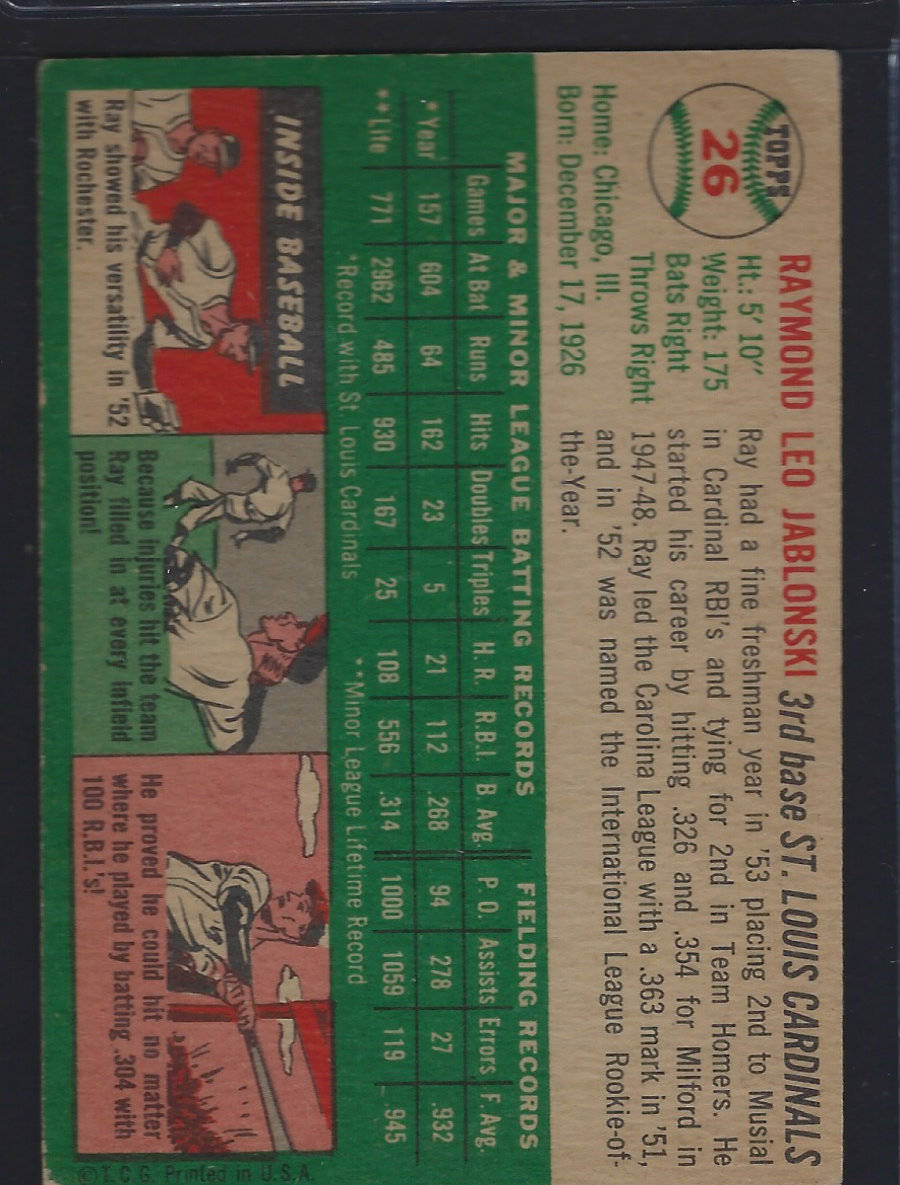 TOPPS
26
RAYMOND LEO JABLONSKI 3rd base ST. LOUIS CARDINALS
Ht.: 5' 10"
Weight: 175
Bats Right
Throws Right
Home: Chicago, Ill.
Born: December 17, 1926
Ray had a fine freshman year in '53 placing 2nd to Musial
in Cardinal RBI's and tying for 2nd in Team Homers. He
started his career by hitting .326 and .354 for Milford in
1947-48. Ray led the Carolina League with a .363 mark in '51,
and in '52 was named the International League Rookie-of-
the-Year.
MAJOR & MINOR LEAGUE BATTING RECORDS FIELDING RECORDS
Games At Bat Runs Hits Doubles Triples H. R. R.B.I. B Avg. P. O. Assists Errors F. Avg.
*Year 157 604 64 162 23 5 21 112 .268 94 278 27 .932
**Life 771 2962 485 930 167 25 108 556 .314 1000 1059 119 .945
*Record with St. Louis Cardinals **Minor League Lifetime Record
INSIDE BASEBALL
Ray showed his versatility in '52
with Rochester.
Because injuries hit the team
Ray filled in at every infield
position!
He proved he could hit no matter
where he played by batting .304 with
100 R.B.I.'s!
©T.C.G. Printed in U.S.A.